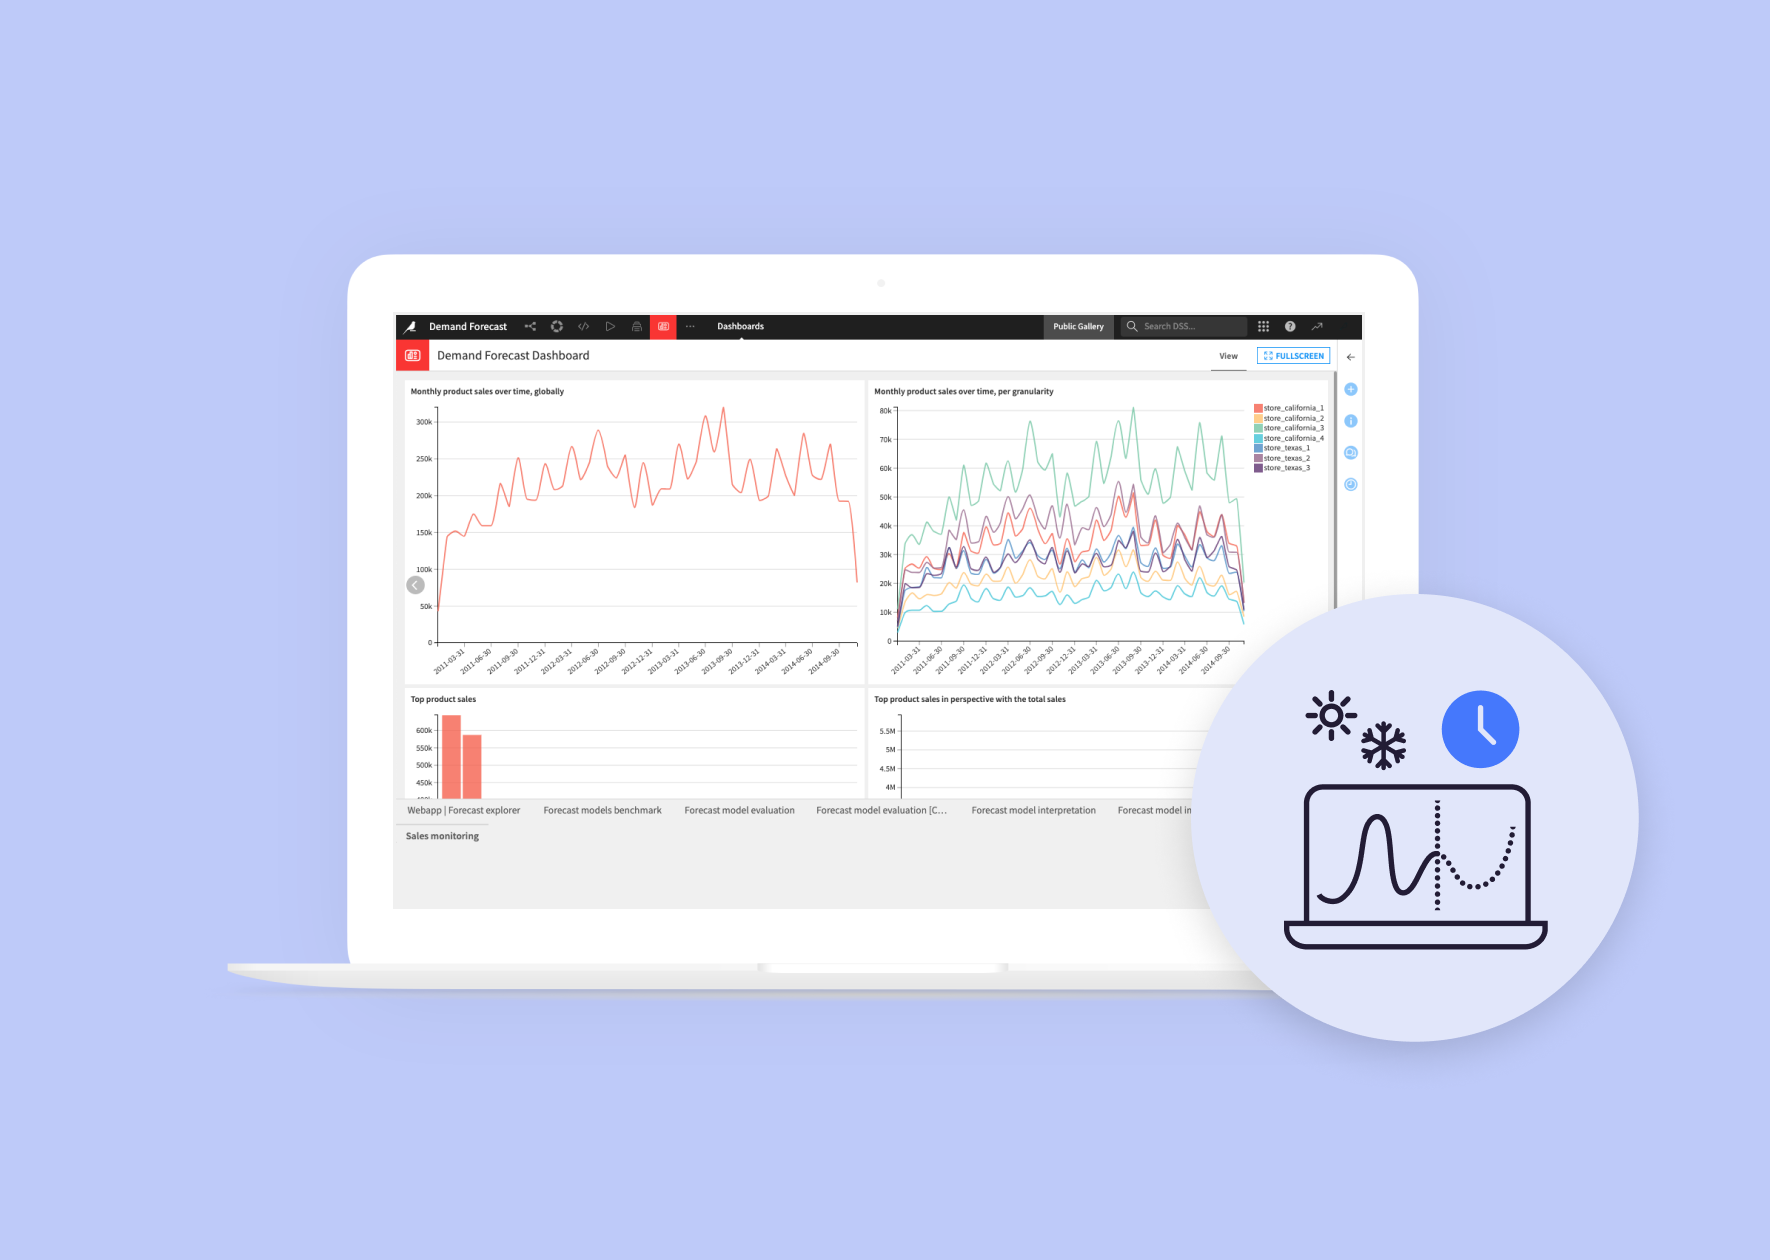 Demand Forecast
Dashboards
Public Gallery
Search DSS...
Demand Forecast Dashboard
View
FULLSCREEN
Monthly product sales over time, globally
300k
250k
200k
150k
100k
50k
0
2011-03-31
2011-06-30
2011-09-30
2011-12-31
2012-03-31
2012-06-30
2012-09-30
2012-12-31
2013-03-31
2013-06-30
2013-09-30
2013-12-31
2014-03-31
2014-06-30
2014-09-30
Monthly product sales over time, per granularity
80k
70k
60k
50k
40k
30k
20k
10k
0
2011-03-31
2011-06-30
2011-09-30
2011-12-31
2012-03-31
2012-06-30
2012-09-30
2012-12-31
2013-03-31
2013-06-30
2013-09-30
2013-12-31
2014-03-31
2014-06-30
2014-09-30
store_california_1
store_california_2
store_california_3
store_california_4
store_texas_1
store_texas_2
store_texas_3
Top product sales
600k
550k
500k
450k
Top product sales in perspective with the total sales
5.5M
5M
4.5M
4M
Webapp | Forecast explorer
Forecast models benchmark
Forecast model evaluation
Forecast model evaluation [C...
Forecast model interpretation
Forecast model in
Sales monitoring